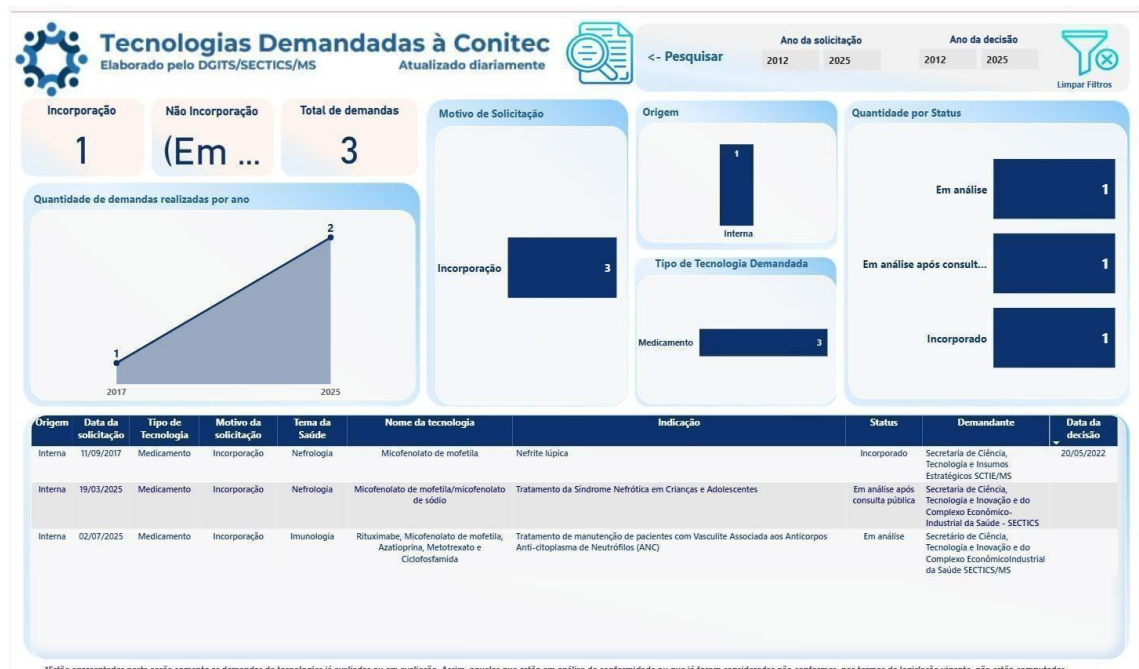 Tecnologias Demandadas à Conitec
Elaborado pelo DGITS/SECTICS/MS
Atualizado diariamente
<- Pesquisar
Ano da solicitação
2012
2025
Ano da decisão
2012
2025
Limpar Filtros
Incorporação
1
Não Incorporação
(Em ...
Total de demandas
3
Quantidade de demandas realizadas por ano
1
2
2017
2025
Motivo de Solicitação
Incorporação
3
Origem
1
Interna
Tipo de Tecnologia Demandada
Medicamento
3
Quantidade por Status
Em análise
1
Em análise após consult...
1
Incorporado
1
Origem
Data da
solicitação
Tipo de
Tecnologia
Motivo da
solicitação
Tema da
Saúde
Nome da tecnologia
Indicação
Status
Demandante
Data da
decisão
Interna
11/09/2017
Medicamento
Incorporação
Nefrologia
Micofenolato de mofetila
Nefrite lúpica
Incorporado
Secretaria de Ciência,
Tecnologia e Insumos
Estratégicos SCTIE/MS
20/05/2022
Interna
19/03/2025
Medicamento
Incorporação
Nefrologia
Micofenolato de mofetila/micofenolato
de sódio
Tratamento da Síndrome Nefrótica em Crianças e Adolescentes
Em análise após
consulta pública
Secretaria de Ciência,
Tecnologia e Inovação e do
Complexo Econômico-
Industrial da Saúde - SECTICS
Interna
02/07/2025
Medicamento
Incorporação
Imunologia
Rituximabe, Micofenolato de mofetila,
Azatioprina, Metotrexato e
Ciclofosfamida
Tratamento de manutenção de pacientes com Vasculite Associada aos Anticorpos
Anti-citoplasma de Neutrófilos (ANC)
Em análise
Secretário de Ciência,
Tecnologia e Inovação e do
Complexo EconômicoIndustrial
da Saúde SECTICS/MS